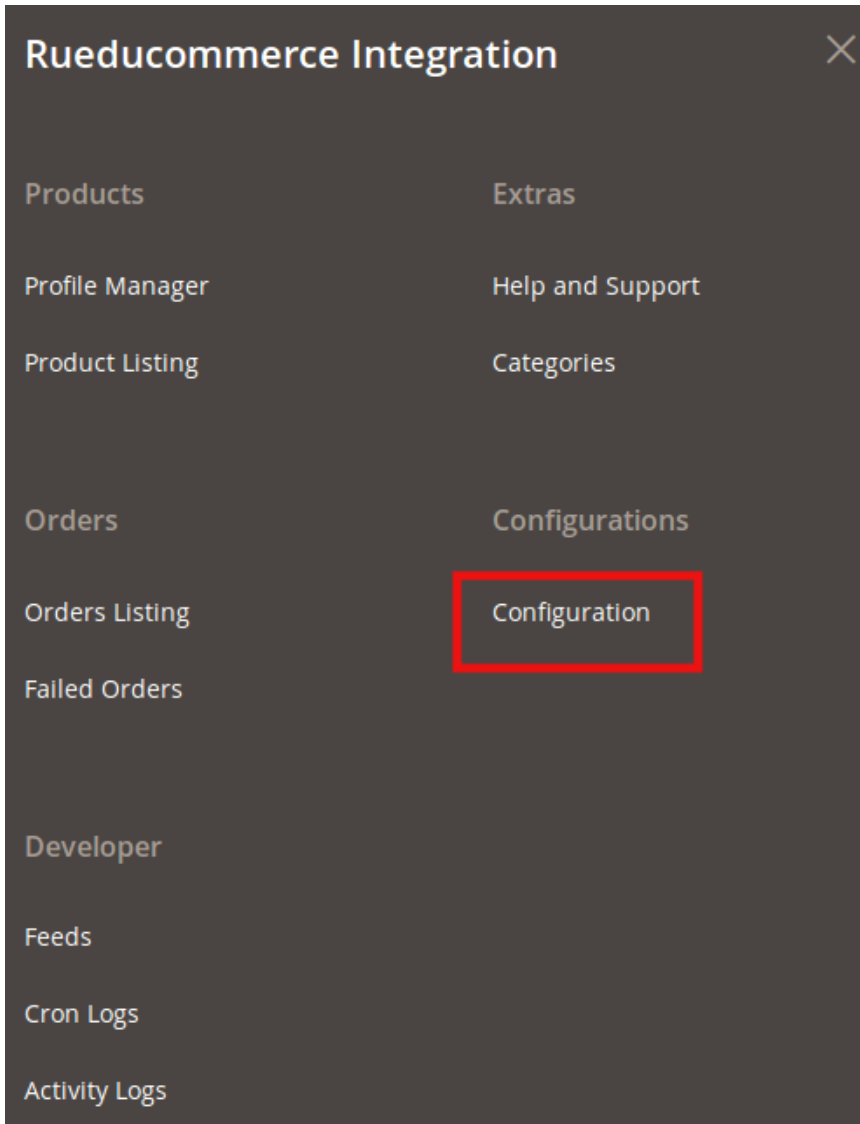 Rueducommerce Integration
Products
Profile Manager
Product Listing
Extras
Help and Support
Categories
Orders
Orders Listing
Failed Orders
Configurations
Configuration
Developer
Feeds
Cron Logs
Activity Logs